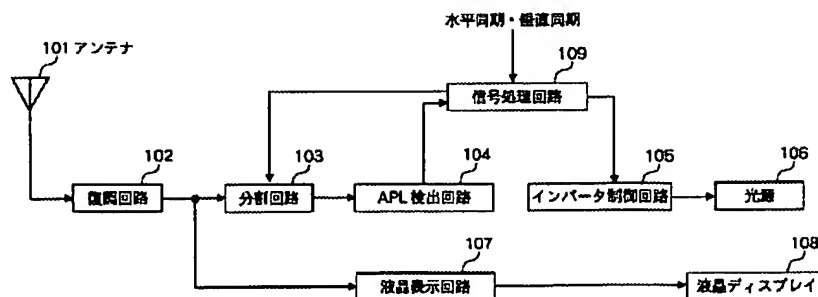 水平同期・垂直同期
101 アンテナ
109
信号処理回路
102
103
104
105
106
復調回路
分割回路
APL 検出回路
インバータ制御回路
光源
107
108
液晶表示回路
液晶ディスプレイ